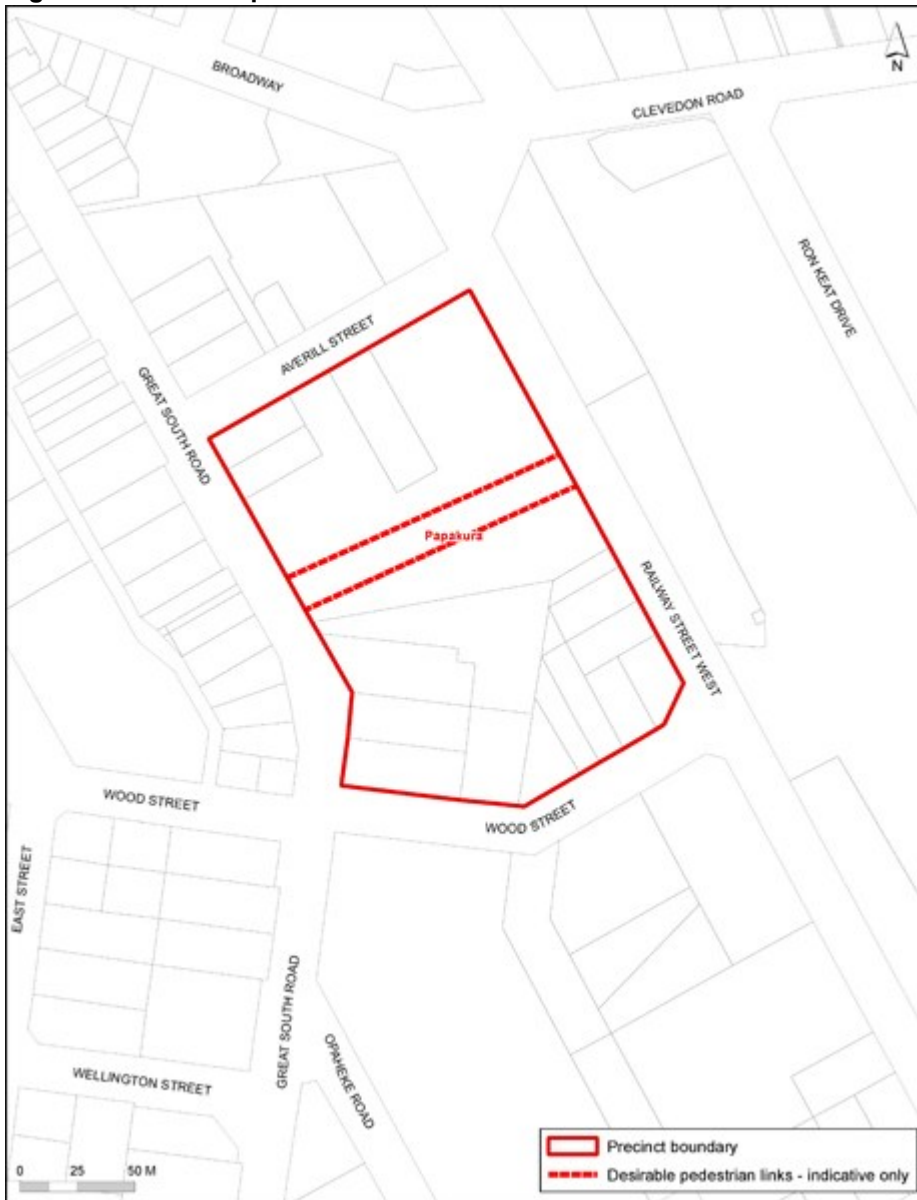 BROADWAY
N
CLEVEDON ROAD
RON KEAT DRIVE
AVERILL STREET
GREAT SOUTH ROAD
Papakura
RAILWAY STREET WEST
WOOD STREET
WOOD STREET
EAST STREET
GREAT SOUTH ROAD
OPAHEKE ROAD
WELLINGTON STREET
Precinct boundary
0 25 50 M
Desirable pedestrian links - indicative only